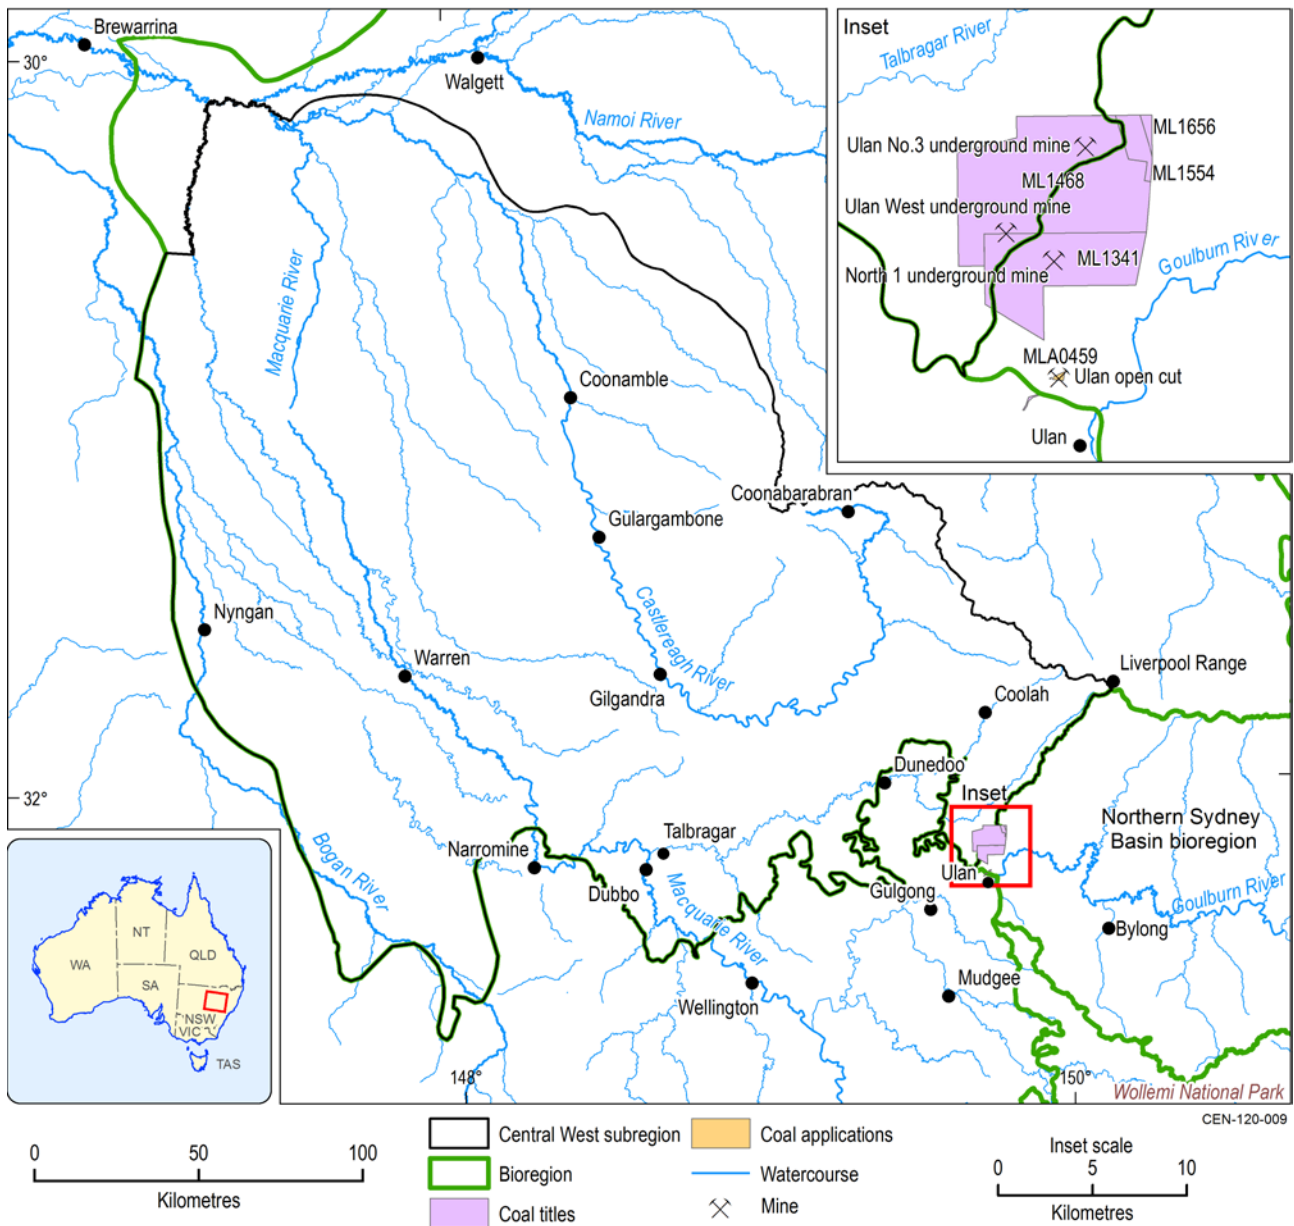 Brewarrina
30°
Walgett
Namoi River
Macquarie River
Coonamble
Coonabarabran
Gulargambone
Castlereagh River
Nyngan
Warren
Gilgandra
Liverpool Range
Coolah
Dunedoo
32°
Inset
Northern Sydney
Basin bioregion
Talbragar
Narromine
Bogan River
Dubbo
Macquarie River
Ulan
Gulgong
Goulburn River
Bylong
Mudgee
Wellington
148°
150°
Wollemi National Park
CEN-120-009
Inset
Talbragar River
Ulan No.3 underground mine
ML1656
ML1554
ML1468
Ulan West underground mine
Goulburn River
ML1341
North 1 underground mine
MLA0459
Ulan open cut
Ulan
NT
QLD
WA
SA
NSW
VIC
TAS
0 50 100
Kilometres
Central West subregion
Bioregion
Coal titles
Coal applications
Watercourse
Mine
Inset scale
0 5 10
Kilometres